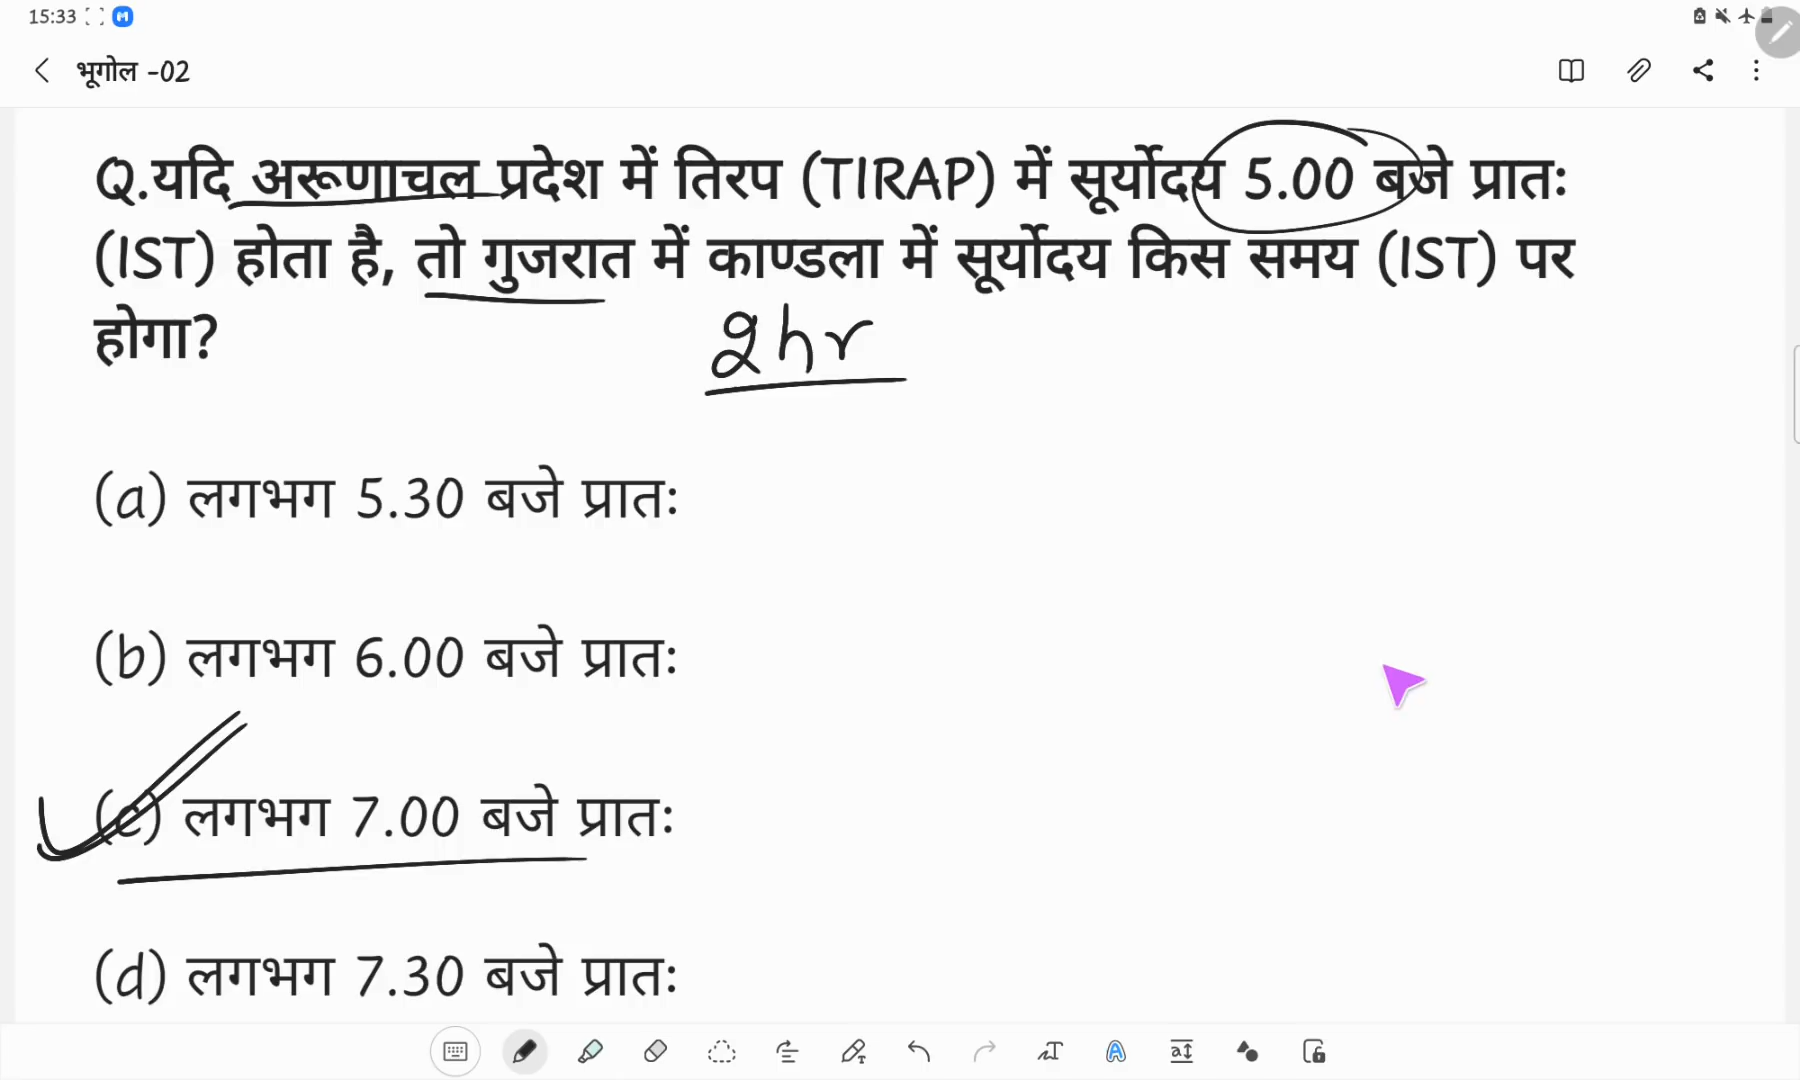 15:33
भूगोल -02
Q.यदि अरूणाचल प्रदेश में तिरप (TIRAP) में सूर्योदय 5.00 बजे प्रातः
(IST) होता है, तो गुजरात में काण्डला में सूर्योदय किस समय (IST) पर
होगा?
2hr
(a) लगभग 5.30 बजे प्रातः
(b) लगभग 6.00 बजे प्रातः
(c) लगभग 7.00 बजे प्रातः
(d) लगभग 7.30 बजे प्रातः